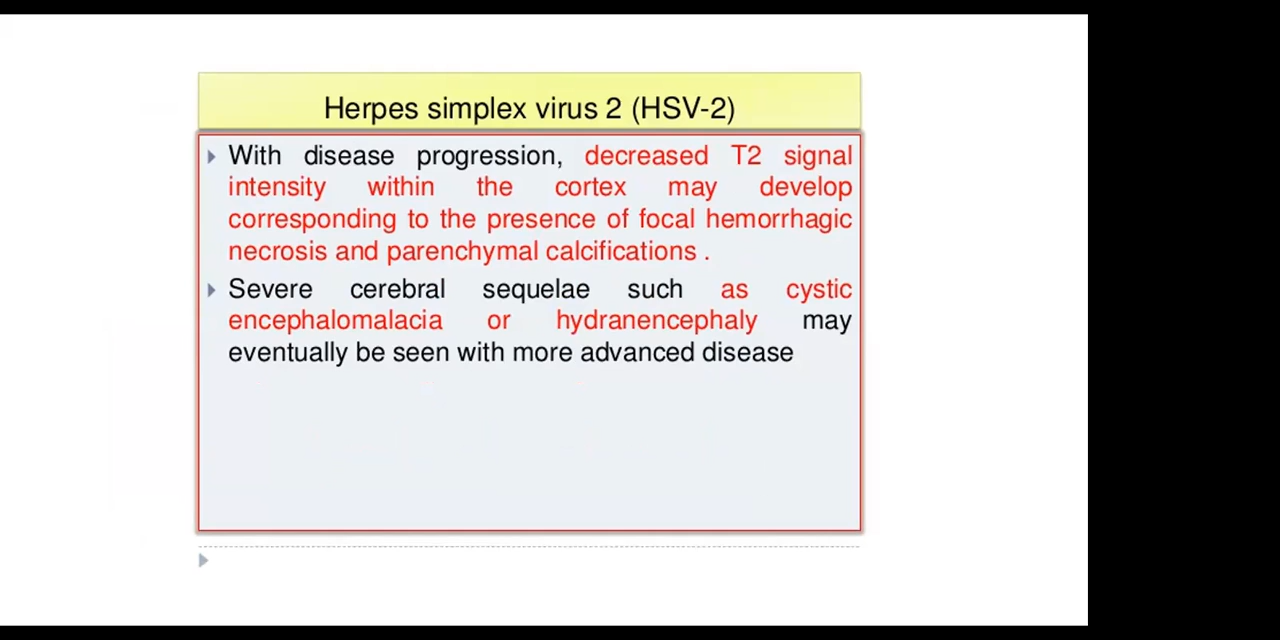 Herpes simplex virus 2 (HSV-2)
With disease progression, decreased T2 signal
intensity within the cortex may develop
corresponding to the presence of focal hemorrhagic
necrosis and parenchymal calcifications .
Severe cerebral sequelae such as cystic
encephalomalacia or hydranencephaly may
eventually be seen with more advanced disease